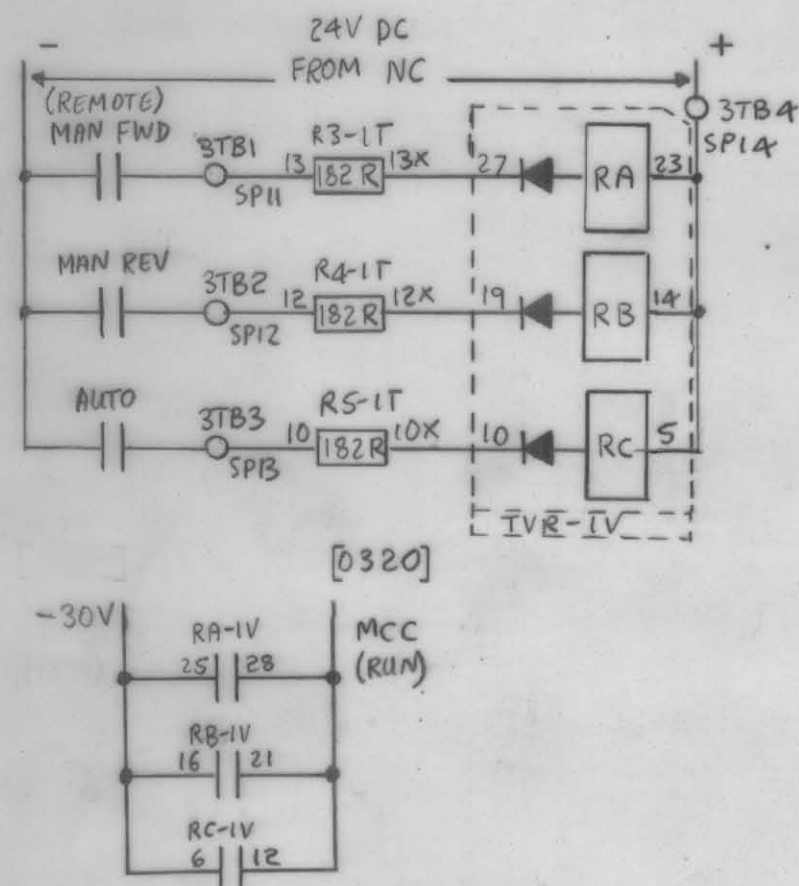 24V DC
- FROM NC +
(REMOTE)
MAN FWD
3TB1
SP11
13
R3-1T
182R
13X
27
RA
23
3TB4
SP14
MAN REV
3TB2
SP12
12
R4-1T
182R
12X
19
RB
14
AUTO
3TB3
SP13
10
R5-1T
182R
10X
10
RC
5
IVR-IV
[0320]
-30V
RA-1V
25 28
MCC
(RUN)
RB-1V
16 21
RC-1V
6 12